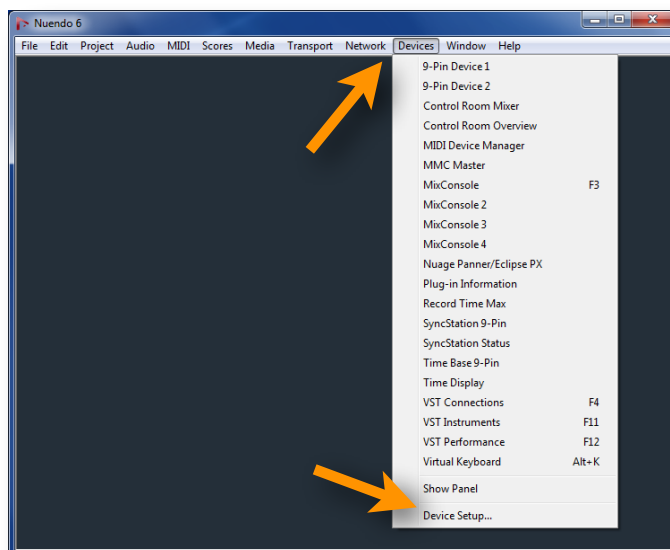 Nuendo 6
File Edit Project Audio MIDI Scores Media Transport Network Devices Window Help
9-Pin Device 1
9-Pin Device 2
Control Room Mixer
Control Room Overview
MIDI Device Manager
MMC Master
MixConsole F3
MixConsole 2
MixConsole 3
MixConsole 4
Nuage Panner/Eclipse PX
Plug-in Information
Record Time Max
SyncStation 9-Pin
SyncStation Status
Time Base 9-Pin
Time Display
VST Connections F4
VST Instruments F11
VST Performance F12
Virtual Keyboard Alt+K
Show Panel
Device Setup...